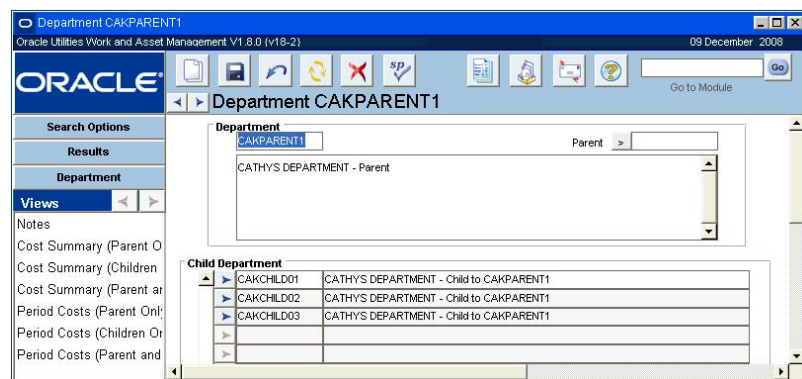 Department CAKPARENT1
Oracle Utilities Work and Asset Management V1.8.0 (v18-2)
09 December 2008
ORACLE
sp
Go
Go to Module
Department CAKPARENT1
Search Options
Results
Department
Views
Notes
Cost Summary (Parent O
Cost Summary (Children
Cost Summary (Parent ar
Period Costs (Parent Onl
Period Costs (Children Or
Period Costs (Parent and
Department
CAKPARENT1
Parent
CATHYS DEPARTMENT - Parent
Child Department
CAKCHILD01 CATHYS DEPARTMENT - Child to CAKPARENT1
CAKCHILD02 CATHYS DEPARTMENT - Child to CAKPARENT1
CAKCHILD03 CATHYS DEPARTMENT - Child to CAKPARENT1